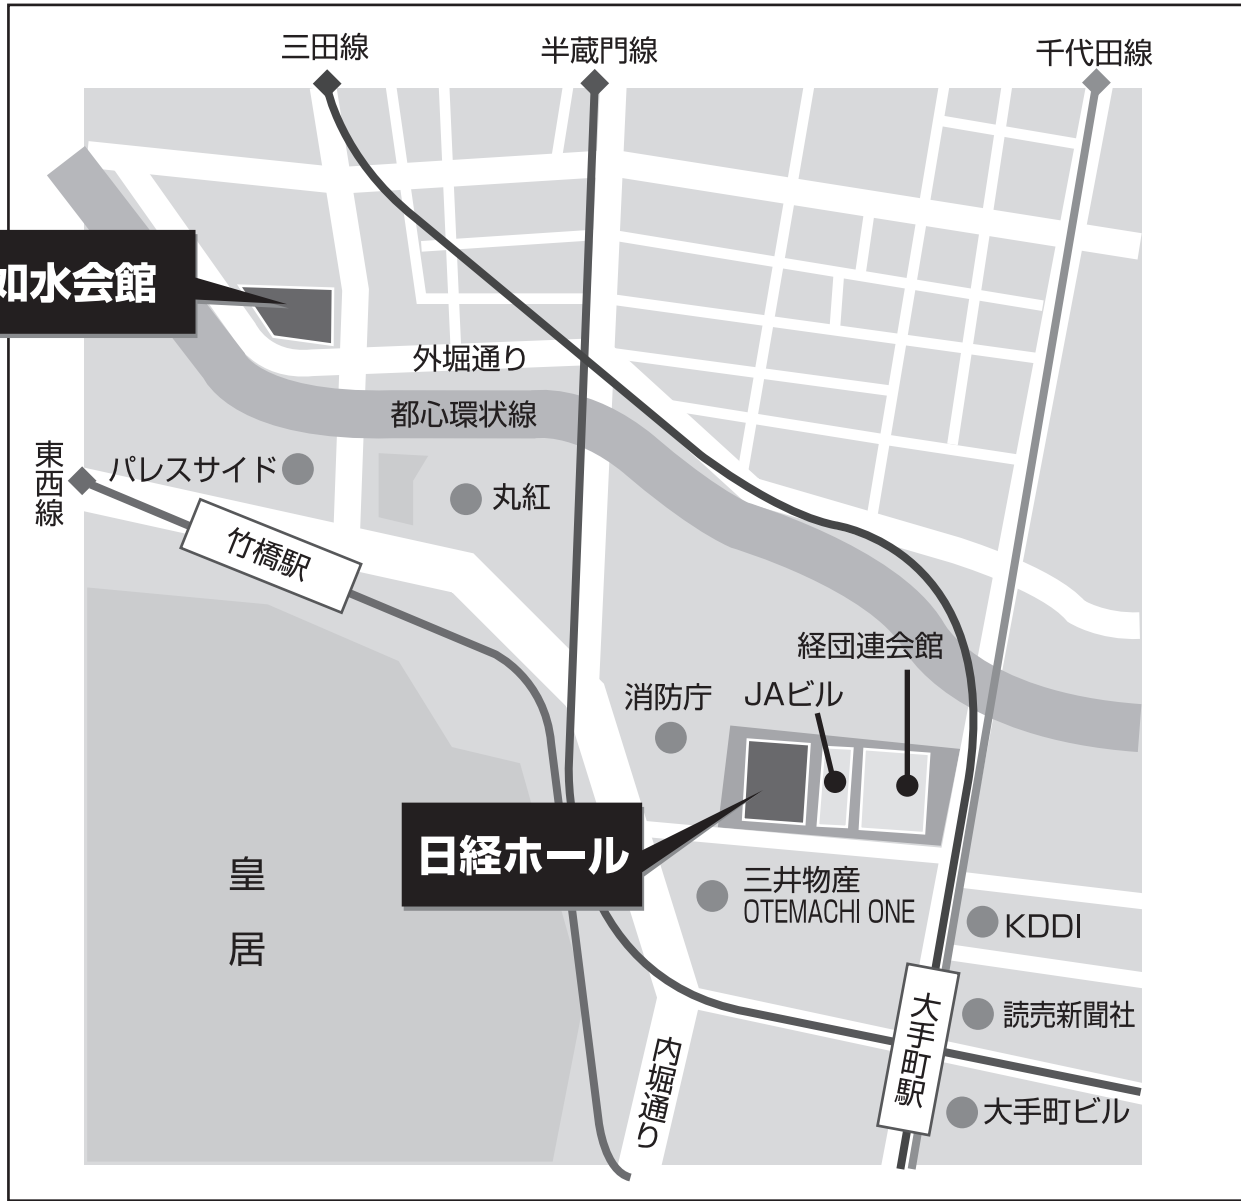 三田線
半蔵門線
千代田線
如水会館
外堀通り
都心環状線
東西線
パレスサイド
丸紅
竹橋駅
経団連会館
消防庁
JAビル
日経ホール
皇居
三井物産
OTEMACHI ONE
KDDI
大手町駅
読売新聞社
内堀通り
大手町ビル